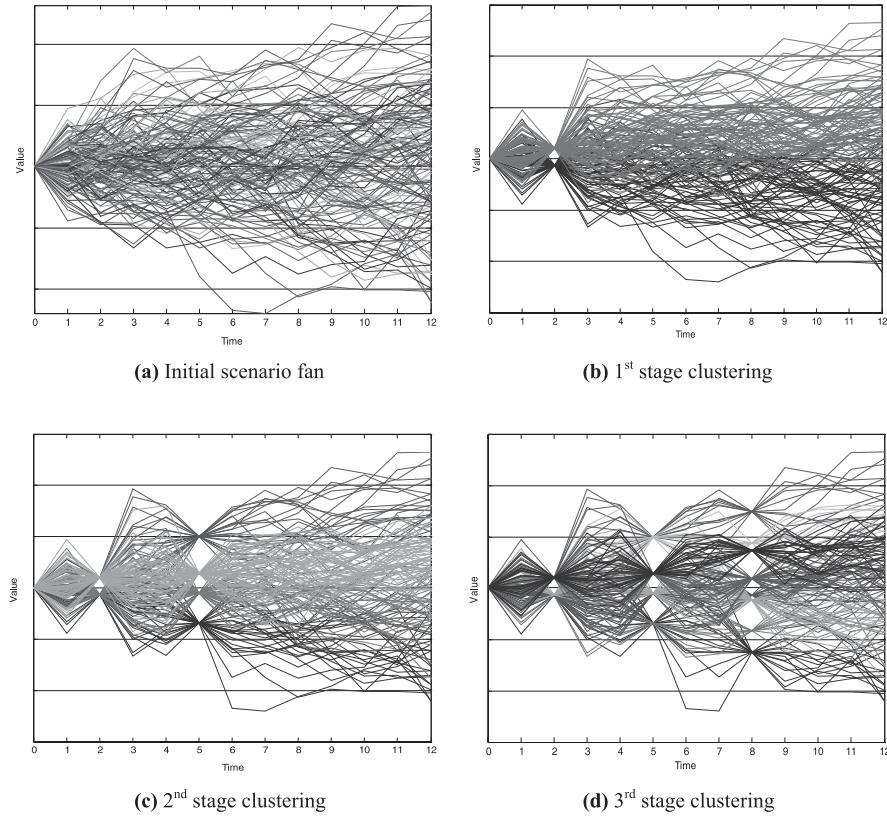 Value
0 1 2 3 4 5 6 7 8 9 10 11 12
Time
(a) Initial scenario fan
Value
0 1 2 3 4 5 6 7 8 9 10 11 12
Time
(b) 1st stage clustering
Value
0 1 2 3 4 5 6 7 8 9 10 11 12
Time
(c) 2nd stage clustering
Value
0 1 2 3 4 5 6 7 8 9 10 11 12
Time
(d) 3rd stage clustering